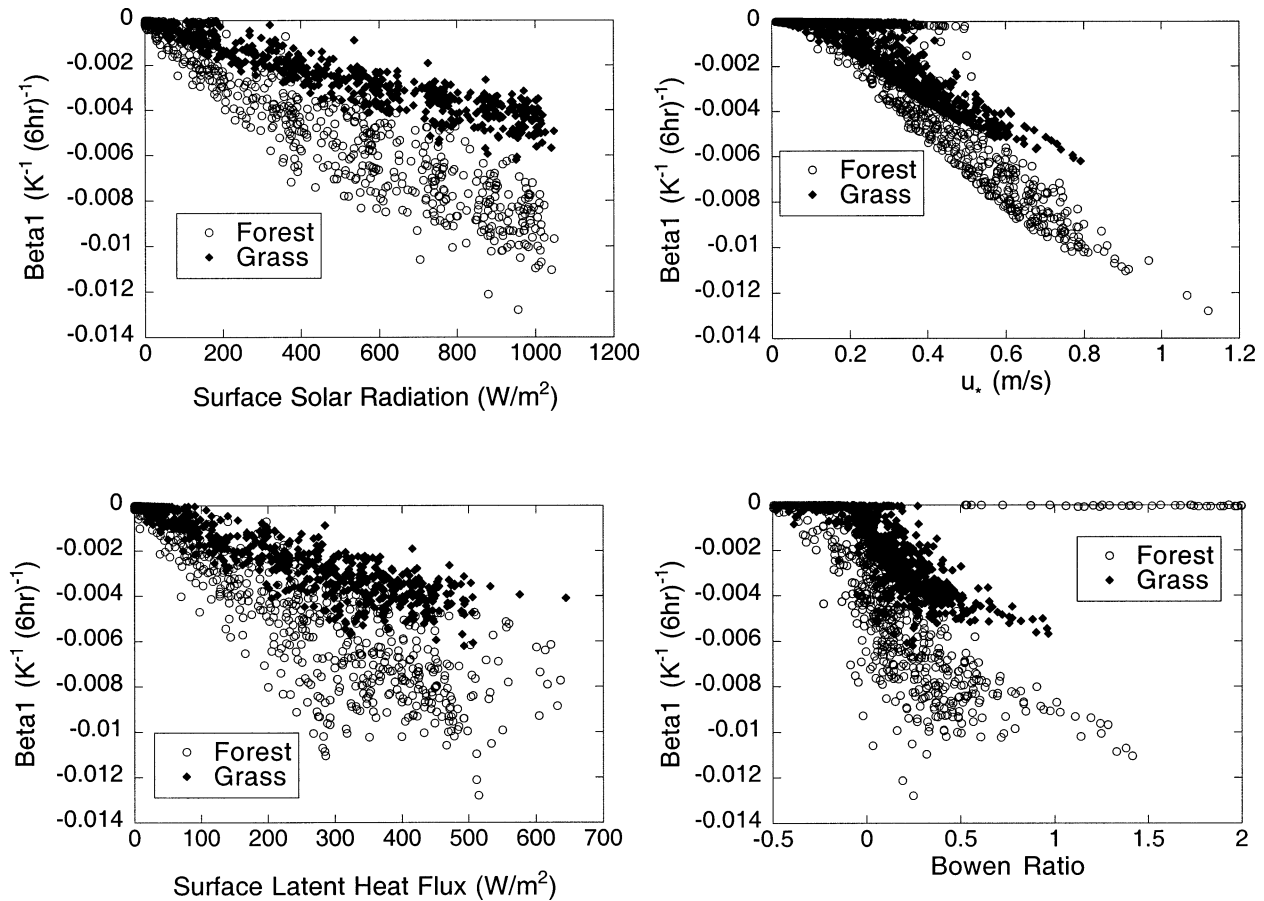 0
-0.002
-0.004
-0.006
-0.008
-0.01
-0.012
-0.014
Beta1 (K-1 (6hr)-1)
Forest
Grass
0 200 400 600 800 1000 1200
Surface Solar Radiation (W/m2)
0
-0.002
-0.004
-0.006
-0.008
-0.01
-0.012
-0.014
Beta1 (K-1 (6hr)-1)
Forest
Grass
0 0.2 0.4 0.6 0.8 1 1.2
u* (m/s)
0
-0.002
-0.004
-0.006
-0.008
-0.01
-0.012
-0.014
Beta1 (K-1 (6hr)-1)
Forest
Grass
0 100 200 300 400 500 600 700
Surface Latent Heat Flux (W/m2)
0
-0.002
-0.004
-0.006
-0.008
-0.01
-0.012
-0.014
Beta1 (K-1 (6hr)-1)
Forest
Grass
-0.5 0 0.5 1 1.5 2
Bowen Ratio